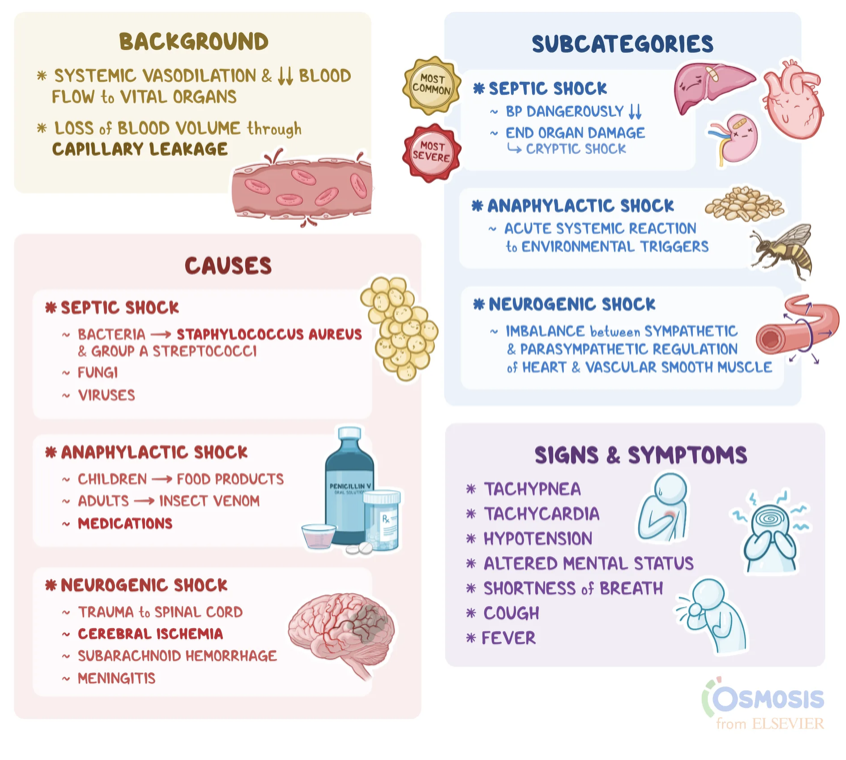 BACKGROUND
* SYSTEMIC VASODILATION & ↓↓ BLOOD
FLOW to VITAL ORGANS
* LOSS of BLOOD VOLUME through
CAPILLARY LEAKAGE
CAUSES
* SEPTIC SHOCK
~ BACTERIA → STAPHYLOCOCCUS AUREUS
& GROUP A STREPTOCOCCI
~ FUNGI
~ VIRUSES
* ANAPHYLACTIC SHOCK
~ CHILDREN → FOOD PRODUCTS
~ ADULTS → INSECT VENOM
~ MEDICATIONS
PENICILLIN V
ORAL SOLUTION
Rx
* NEUROGENIC SHOCK
~ TRAUMA to SPINAL CORD
~ CEREBRAL ISCHEMIA
~ SUBARACHNOID HEMORRHAGE
~ MENINGITIS
SUBCATEGORIES
MOST
COMMON
MOST
SEVERE
* SEPTIC SHOCK
~ BP DANGEROUSLY ↓↓
~ END ORGAN DAMAGE
↳ CRYPTIC SHOCK
* ANAPHYLACTIC SHOCK
~ ACUTE SYSTEMIC REACTION
to ENVIRONMENTAL TRIGGERS
* NEUROGENIC SHOCK
~ IMBALANCE between SYMPATHETIC
& PARASYMPATHETIC REGULATION
of HEART & VASCULAR SMOOTH MUSCLE
SIGNS & SYMPTOMS
* TACHYPNEA
* TACHYCARDIA
* HYPOTENSION
* ALTERED MENTAL STATUS
* SHORTNESS of BREATH
* COUGH
* FEVER
OSMOSIS
from ELSEVIER